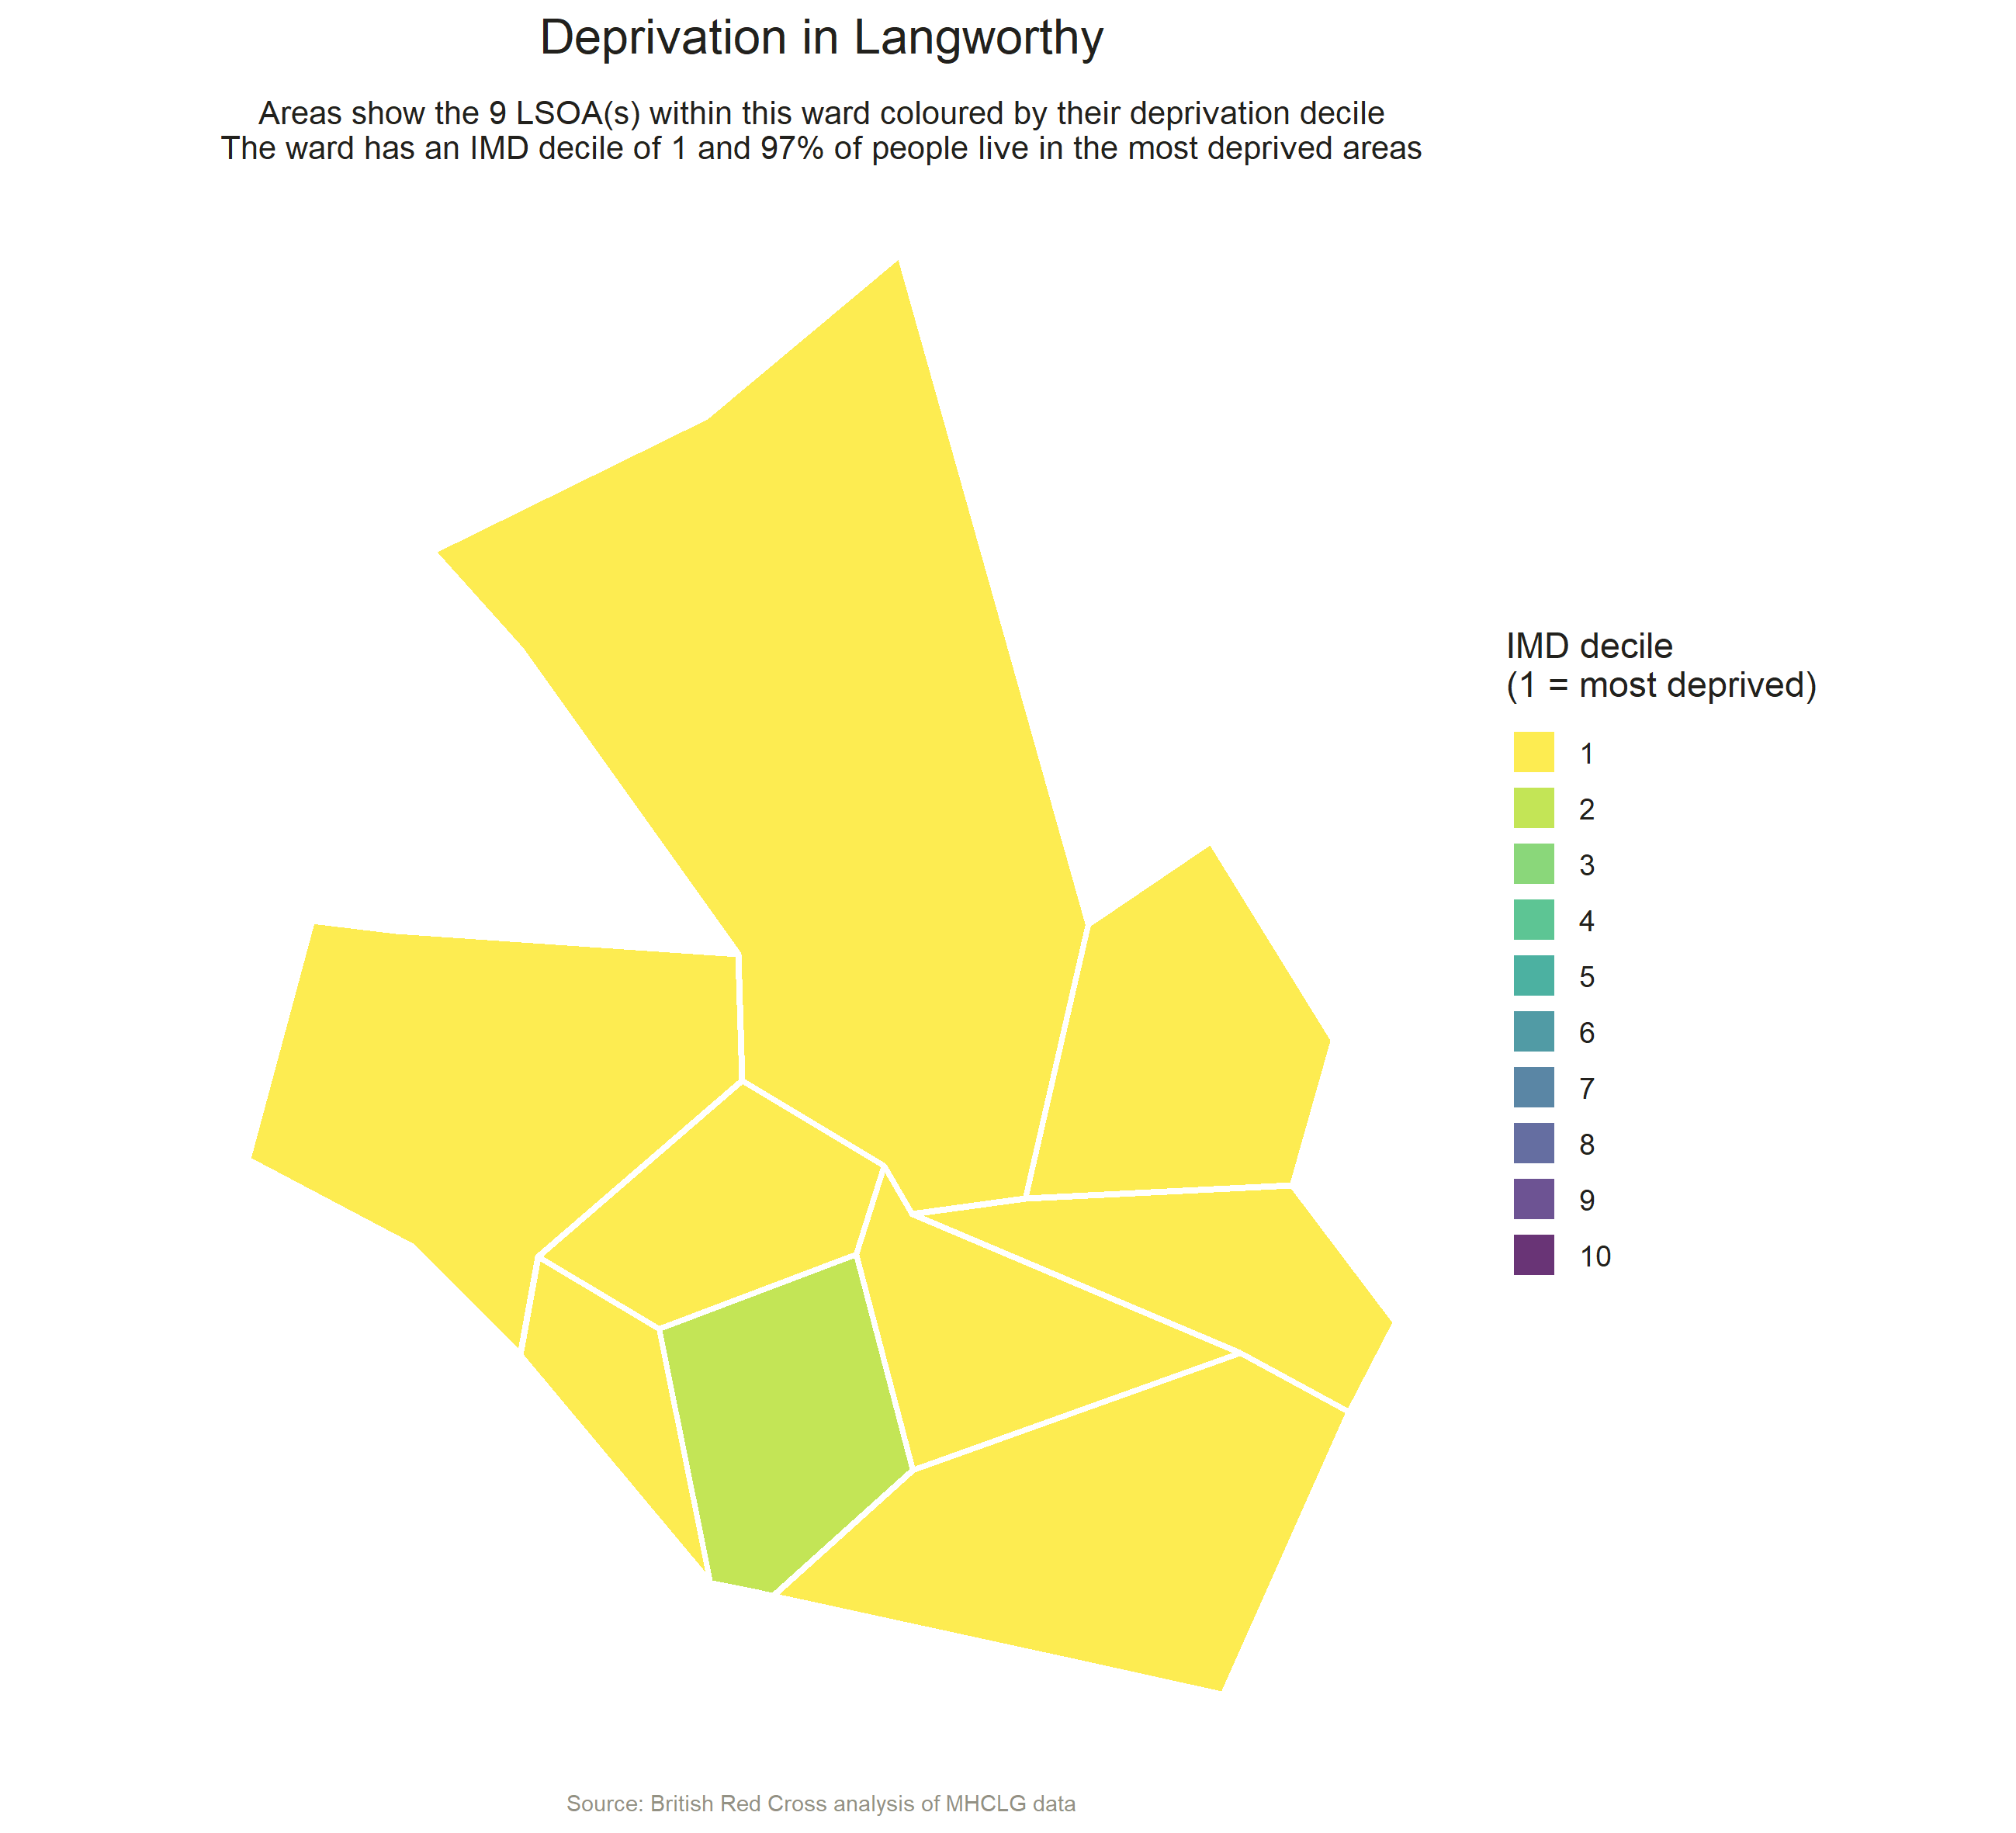 Deprivation in Langworthy
Areas show the 9 LSOA(s) within this ward coloured by their deprivation decile
The ward has an IMD decile of 1 and 97% of people live in the most deprived areas
IMD decile
(1 = most deprived)
1
2
3
4
5
6
7
8
9
10
Source: British Red Cross analysis of MHCLG data